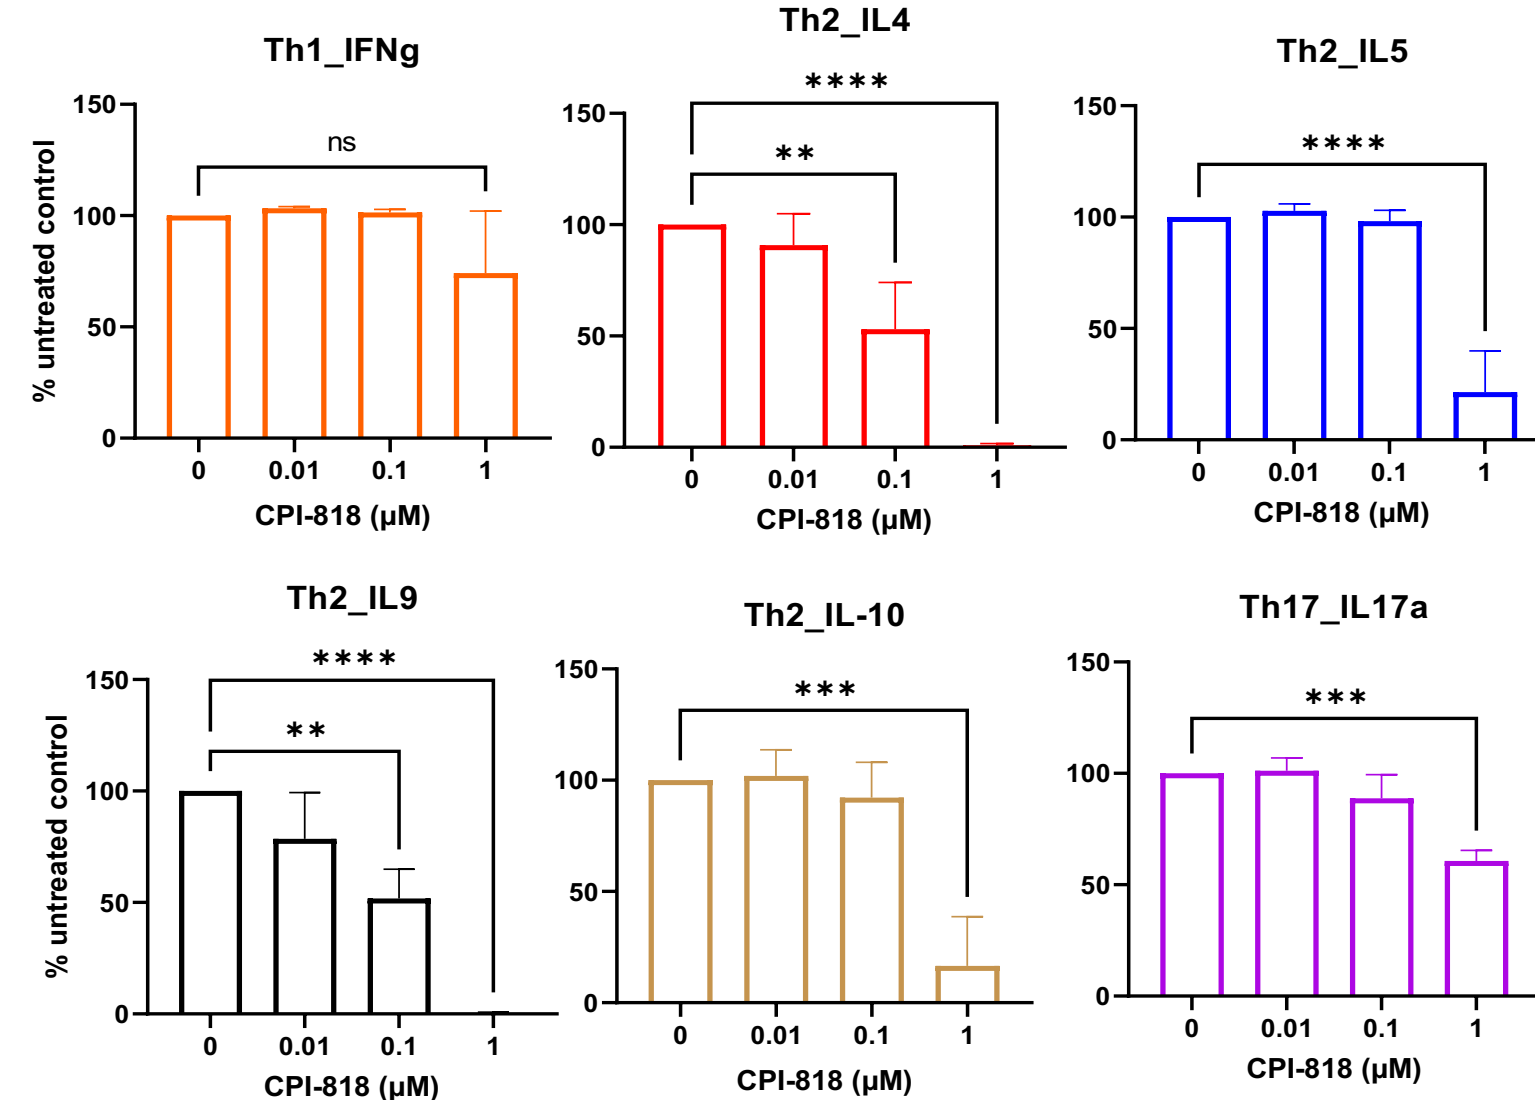 Th1_IFNg
150
100
50
0
% untreated control
ns
0 0.01 0.1 1
CPI-818 (µM)
Th2_IL4
150
100
50
0
****
**
0 0.01 0.1 1
CPI-818 (µM)
Th2_IL5
150
100
50
0
****
0 0.01 0.1 1
CPI-818 (µM)
Th2_IL9
150
100
50
0
% untreated control
****
**
0 0.01 0.1 1
CPI-818 (µM)
Th2_IL-10
150
100
50
0
***
0 0.01 0.1 1
CPI-818 (µM)
Th17_IL17a
150
100
50
0
***
0 0.01 0.1 1
CPI-818 (µM)